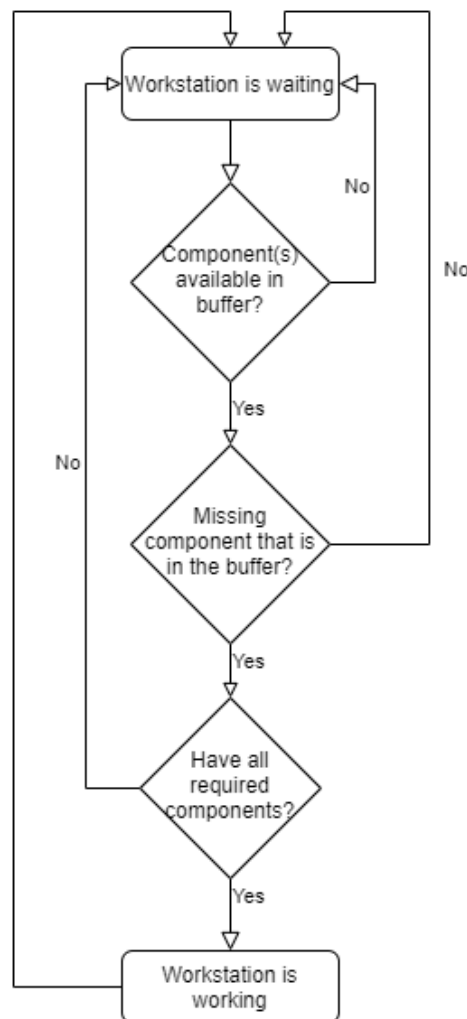 Workstation is waiting
No
Component(s)
available in
buffer?
No
Yes
No
Missing
component that is
in the buffer?
Yes
Have all
required
components?
Yes
Workstation is
working